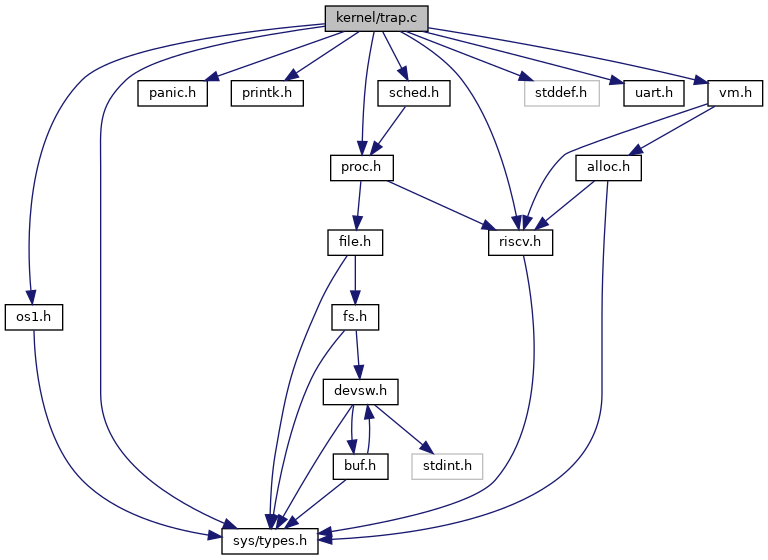 kernel/trap.c
panic.h
printk.h
sched.h
stddef.h
uart.h
vm.h
proc.h
alloc.h
file.h
riscv.h
os1.h
fs.h
devsw.h
buf.h
stdint.h
sys/types.h